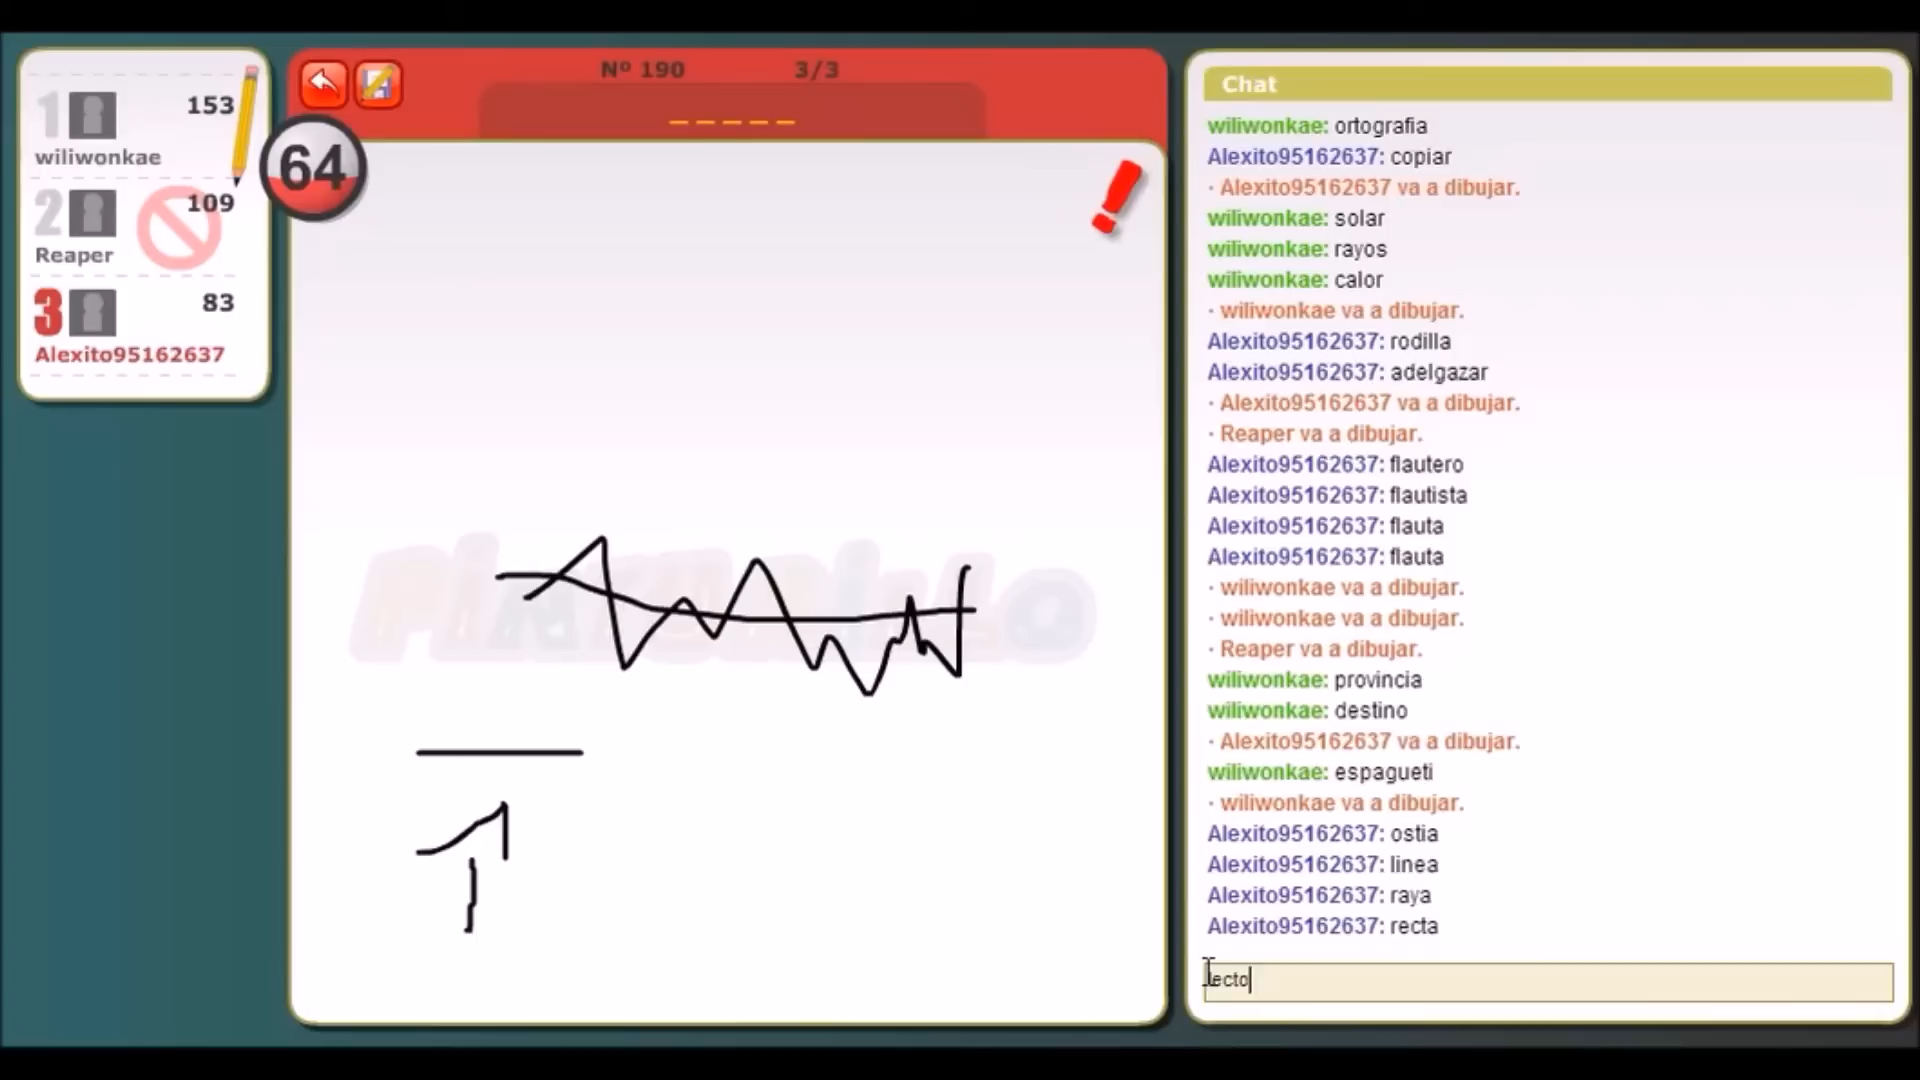 1
153
wiliwonkae
2
109
Reaper
3
83
Alexito95162637
64
Nº 190
3/3
_ _ _ _ _
Chat
wiliwonkae: ortografia
Alexito95162637: copiar
· Alexito95162637 va a dibujar.
wiliwonkae: solar
wiliwonkae: rayos
wiliwonkae: calor
· wiliwonkae va a dibujar.
Alexito95162637: rodilla
Alexito95162637: adelgazar
· Alexito95162637 va a dibujar.
· Reaper va a dibujar.
Alexito95162637: flautero
Alexito95162637: flautista
Alexito95162637: flauta
Alexito95162637: flauta
· wiliwonkae va a dibujar.
· wiliwonkae va a dibujar.
· Reaper va a dibujar.
wiliwonkae: provincia
wiliwonkae: destino
· Alexito95162637 va a dibujar.
wiliwonkae: espagueti
· wiliwonkae va a dibujar.
Alexito95162637: ostia
Alexito95162637: linea
Alexito95162637: raya
Alexito95162637: recta